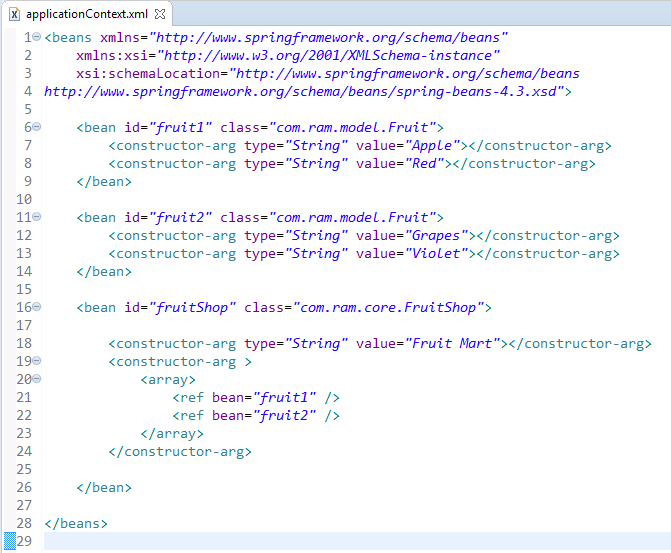 applicationContext.xml
1 <beans xmlns="http://www.springframework.org/schema/beans"
2     xmlns:xsi="http://www.w3.org/2001/XMLSchema-instance"
3     xsi:schemaLocation="http://www.springframework.org/schema/beans
4 http://www.springframework.org/schema/beans/spring-beans-4.3.xsd">
5
6     <bean id="fruit1" class="com.ram.model.Fruit">
7         <constructor-arg type="String" value="Apple"></constructor-arg>
8         <constructor-arg type="String" value="Red"></constructor-arg>
9     </bean>
10
11     <bean id="fruit2" class="com.ram.model.Fruit">
12         <constructor-arg type="String" value="Grapes"></constructor-arg>
13         <constructor-arg type="String" value="Violet"></constructor-arg>
14     </bean>
15
16     <bean id="fruitShop" class="com.ram.core.FruitShop">
17
18         <constructor-arg type="String" value="Fruit Mart"></constructor-arg>
19         <constructor-arg >
20             <array>
21                 <ref bean="fruit1" />
22                 <ref bean="fruit2" />
23             </array>
24         </constructor-arg>
25
26     </bean>
27
28 </beans>
29